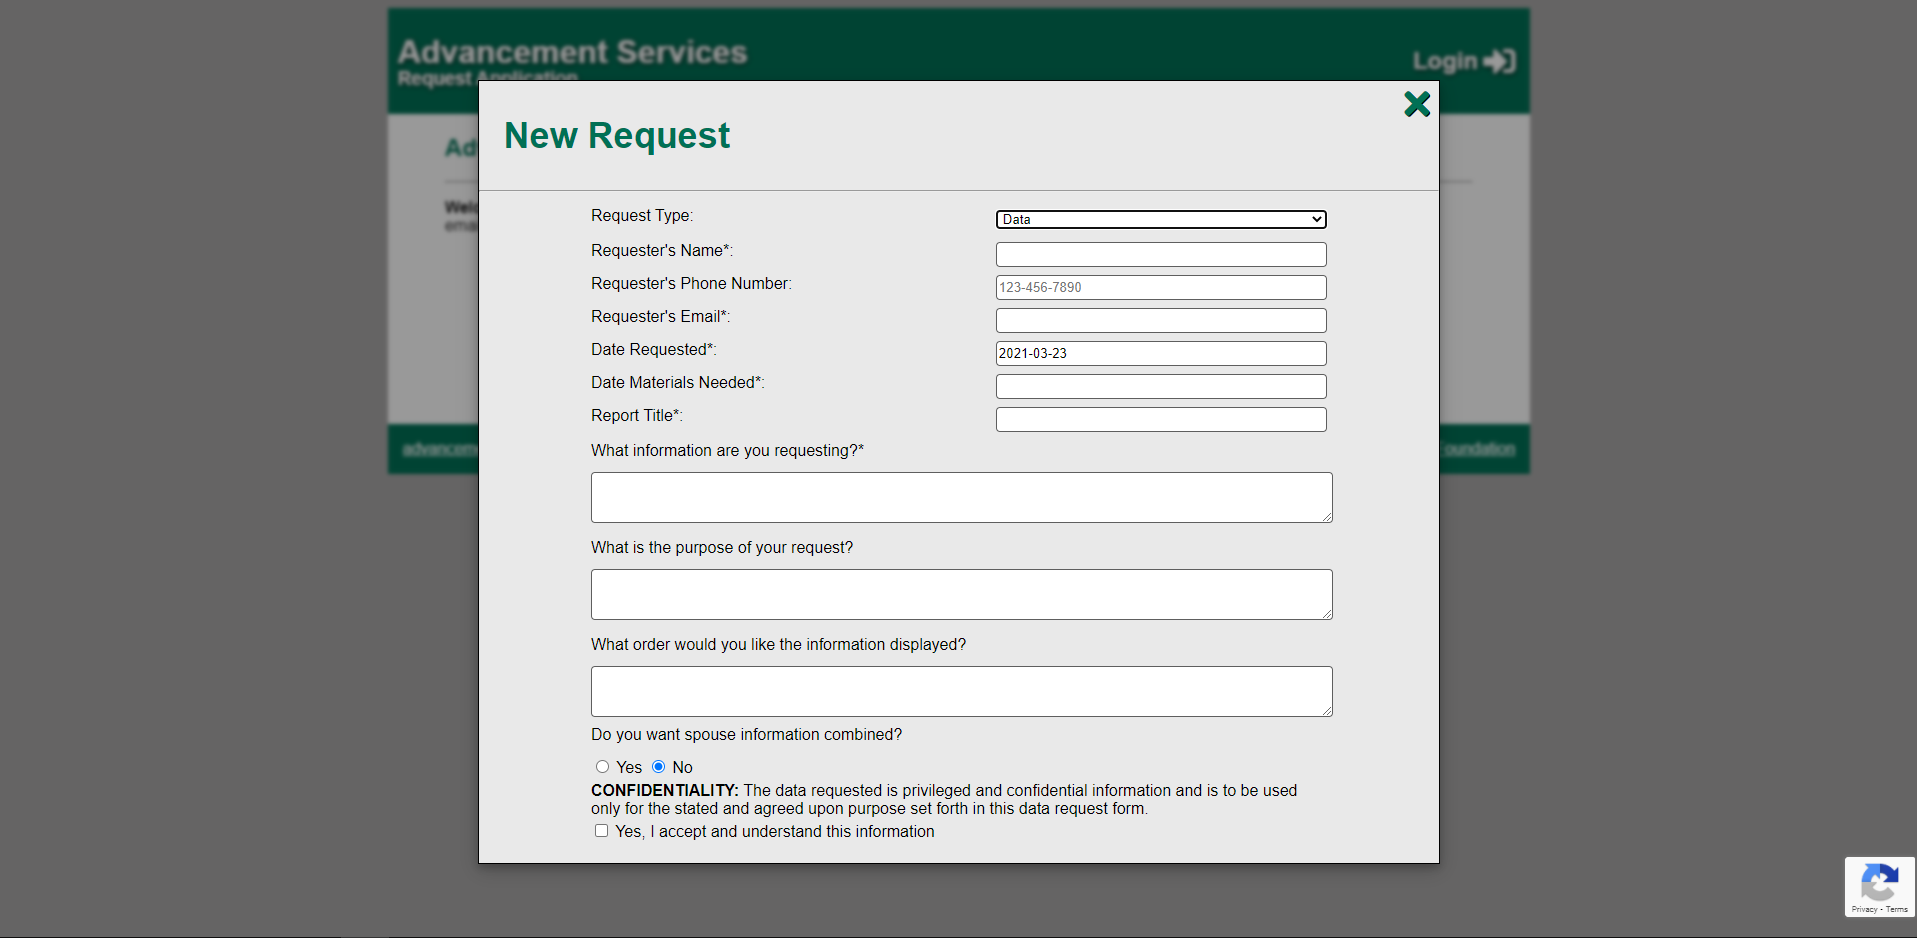 Advancement Services
Request Application
Login
New Request
Request Type:
Data
Requester's Name*:
Requester's Phone Number:
123-456-7890
Requester's Email*:
Date Requested*:
2021-03-23
Date Materials Needed*:
Report Title*:
What information are you requesting?*
What is the purpose of your request?
What order would you like the information displayed?
Do you want spouse information combined?
Yes No
CONFIDENTIALITY: The data requested is privileged and confidential information and is to be used
only for the stated and agreed upon purpose set forth in this data request form.
Yes, I accept and understand this information
Privacy - Terms